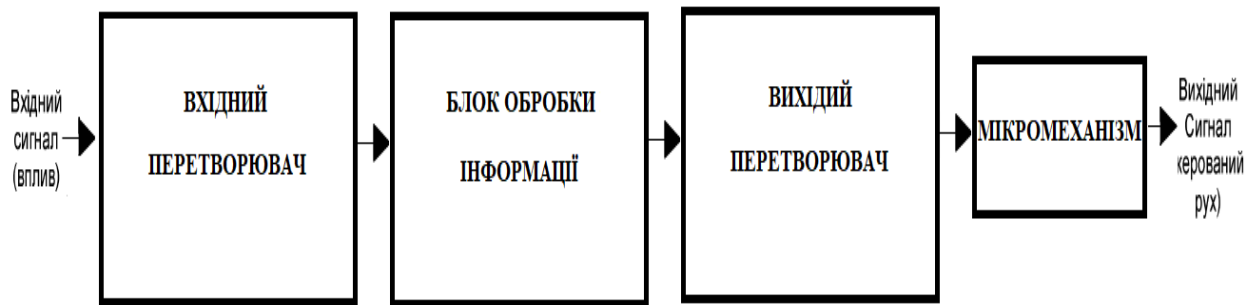 Вхідний
сигнал
(вплив)
ВХІДНИЙ
ПЕРЕТВОРЮВАЧ
БЛОК ОБРОБКИ
ІНФОРМАЦІЇ
ВИХІДИЙ
ПЕРЕТВОРЮВАЧ
МІКРОМЕХАНІЗМ
Вихідний
Сигнал
керований
рух)